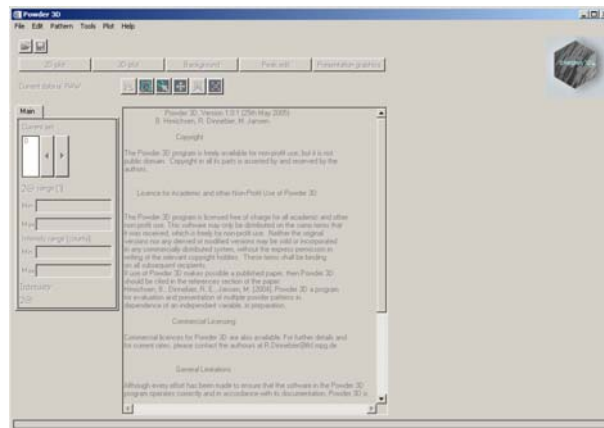 Powder 3D
File Edit Pattern Tools Plot Help
2D plot 3D plot Background Peak edit Presentation graphics
Current data is "RAW"
Main
Current set
0
2Θ range [°]
Min
Max
Intensity range [counts]
Min
Max
Intensity
2Θ
Powder 3D, Version 1.0.1 (25th May 2005)
B. Hinrichsen, R. Dinnebier, M. Jansen
Copyright
The Powder 3D program is freely available for non-profit use, but it is not
public domain. Copyright in all its parts is asserted by and reserved by the
authors.
Licence for Academic and other Non-Profit Use of Powder 3D
The Powder 3D program is licensed free of charge for all academic and other
non-profit use. This software may only be distributed on the same terms that
it was received, which is freely for non-profit use. Neither the original
versions nor any derived or modified versions may be sold or incorporated
in any commercially distributed system, without the express permission in
writing of the relevant copyright holders. These terms shall be binding
on all subsequent recipients.
If use of Powder 3D makes possible a published paper, then Powder 3D
should be cited in the references section of the paper:
Hinrichsen, B., Dinnebier, R. E., Jansen, M. (2004), Powder 3D: a program
for evaluation and presentation of multiple powder patterns in
dependence of an independant variable, in preparation.
Commercial Licensing
Commercial licences for Powder 3D are also available. For further details and
for current rates, please contact the authours at R.Dinnebier@fkf.mpg.de
General Limitations
Although every effort has been made to ensure that the software in the Powder 3D
program operates correctly and in accordance with its documentation, Powder 3D is